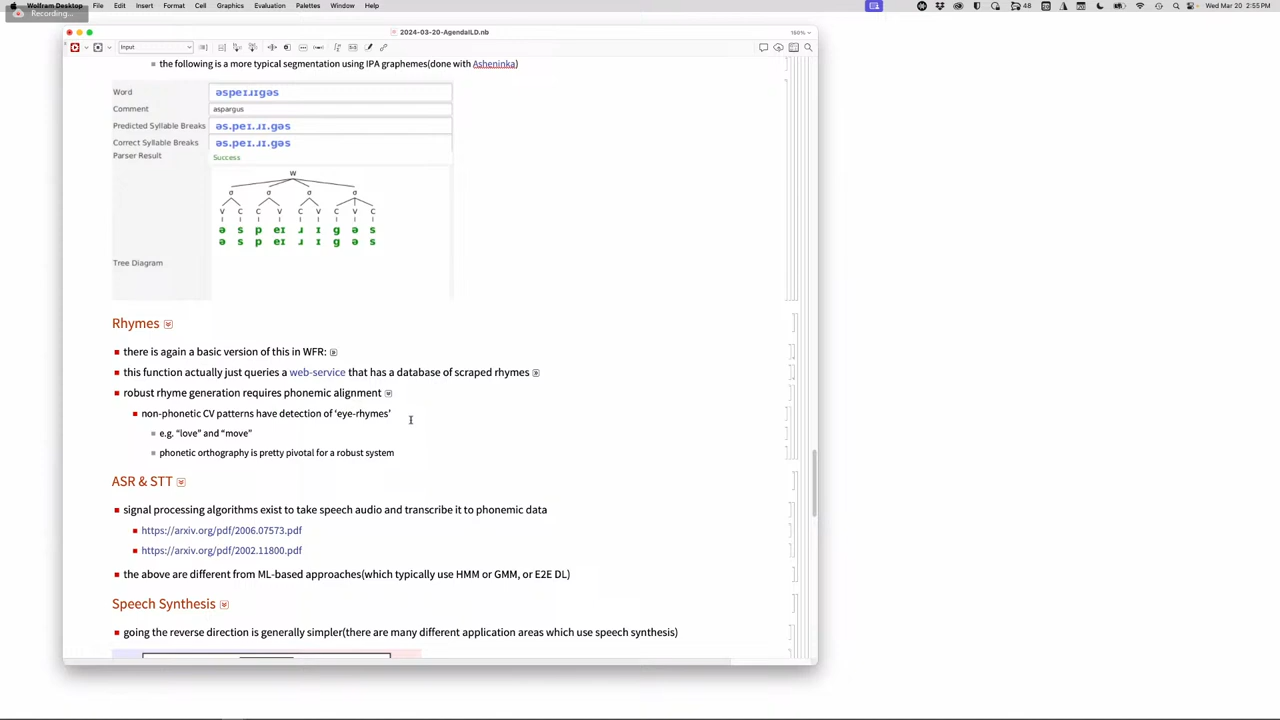 Wolfram Desktop File Edit Insert Format Cell Graphics Evaluation Palettes Window Help 48 Wed Mar 20 2:55 PM
Recording...
2024-03-20-AgendaILD.nb
150%
Input
the following is a more typical segmentation using IPA graphemes(done with Asheninka)
Word əspeɪɹɪgəs
Comment aspargus
Predicted Syllable Breaks əs.peɪ.ɹɪ.gəs
Correct Syllable Breaks əs.peɪ.ɹɪ.gəs
Parser Result Success
W
σ σ σ σ
V C C V C V C V C
ə s p eɪ ɹ ɪ g ə s
ə s p eɪ ɹ ɪ g ə s
Tree Diagram
Rhymes
there is again a basic version of this in WFR:
this function actually just queries a web-service that has a database of scraped rhymes
robust rhyme generation requires phonemic alignment
non-phonetic CV patterns have detection of ‘eye-rhymes’
e.g. “love” and “move”
phonetic orthography is pretty pivotal for a robust system
ASR & STT
signal processing algorithms exist to take speech audio and transcribe it to phonemic data
https://arxiv.org/pdf/2006.07573.pdf
https://arxiv.org/pdf/2002.11800.pdf
the above are different from ML-based approaches(which typically use HMM or GMM, or E2E DL)
Speech Synthesis
going the reverse direction is generally simpler(there are many different application areas which use speech synthesis)